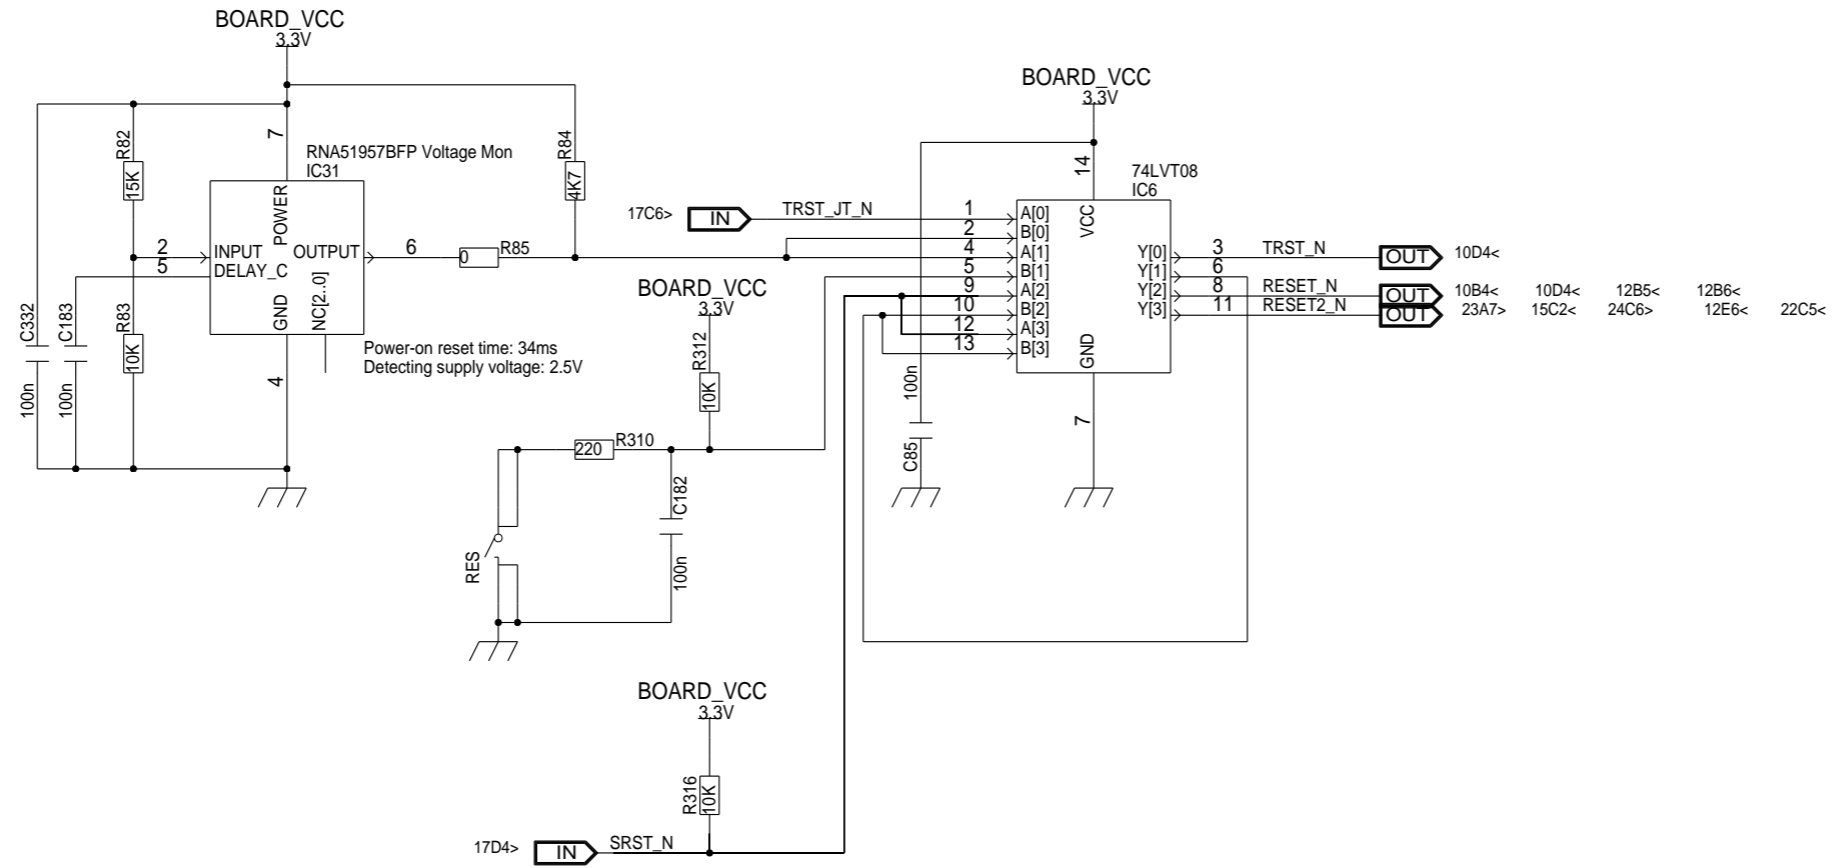 BOARD_VCC
3.3V
BOARD_VCC
3.3V
R82
15K
7
RNA51957BFP Voltage Mon
IC31
R84
4K7
POWER
2
INPUT
5
DELAY_C
OUTPUT
6
0
R85
GND
NC[2..0]
4
C332
100n
C183
100n
R83
10K
Power-on reset time: 34ms
Detecting supply voltage: 2.5V
14
74LVT08
IC6
VCC
17C6>
IN
TRST_JT_N
1
A[0]
2
B[0]
4
A[1]
5
B[1]
9
A[2]
10
B[2]
12
A[3]
13
B[3]
Y[0]
3
TRST_N
OUT
10D4<
Y[1]
6
Y[2]
8
RESET_N
OUT
10B4< 10D4< 12B5< 12B6<
Y[3]
11
RESET2_N
OUT
23A7> 15C2< 24C6> 12E6< 22C5<
GND
7
100n
C85
BOARD_VCC
3.3V
R312
10K
220
R310
C182
100n
RES
BOARD_VCC
3.3V
R316
10K
17D4>
IN
SRST_N